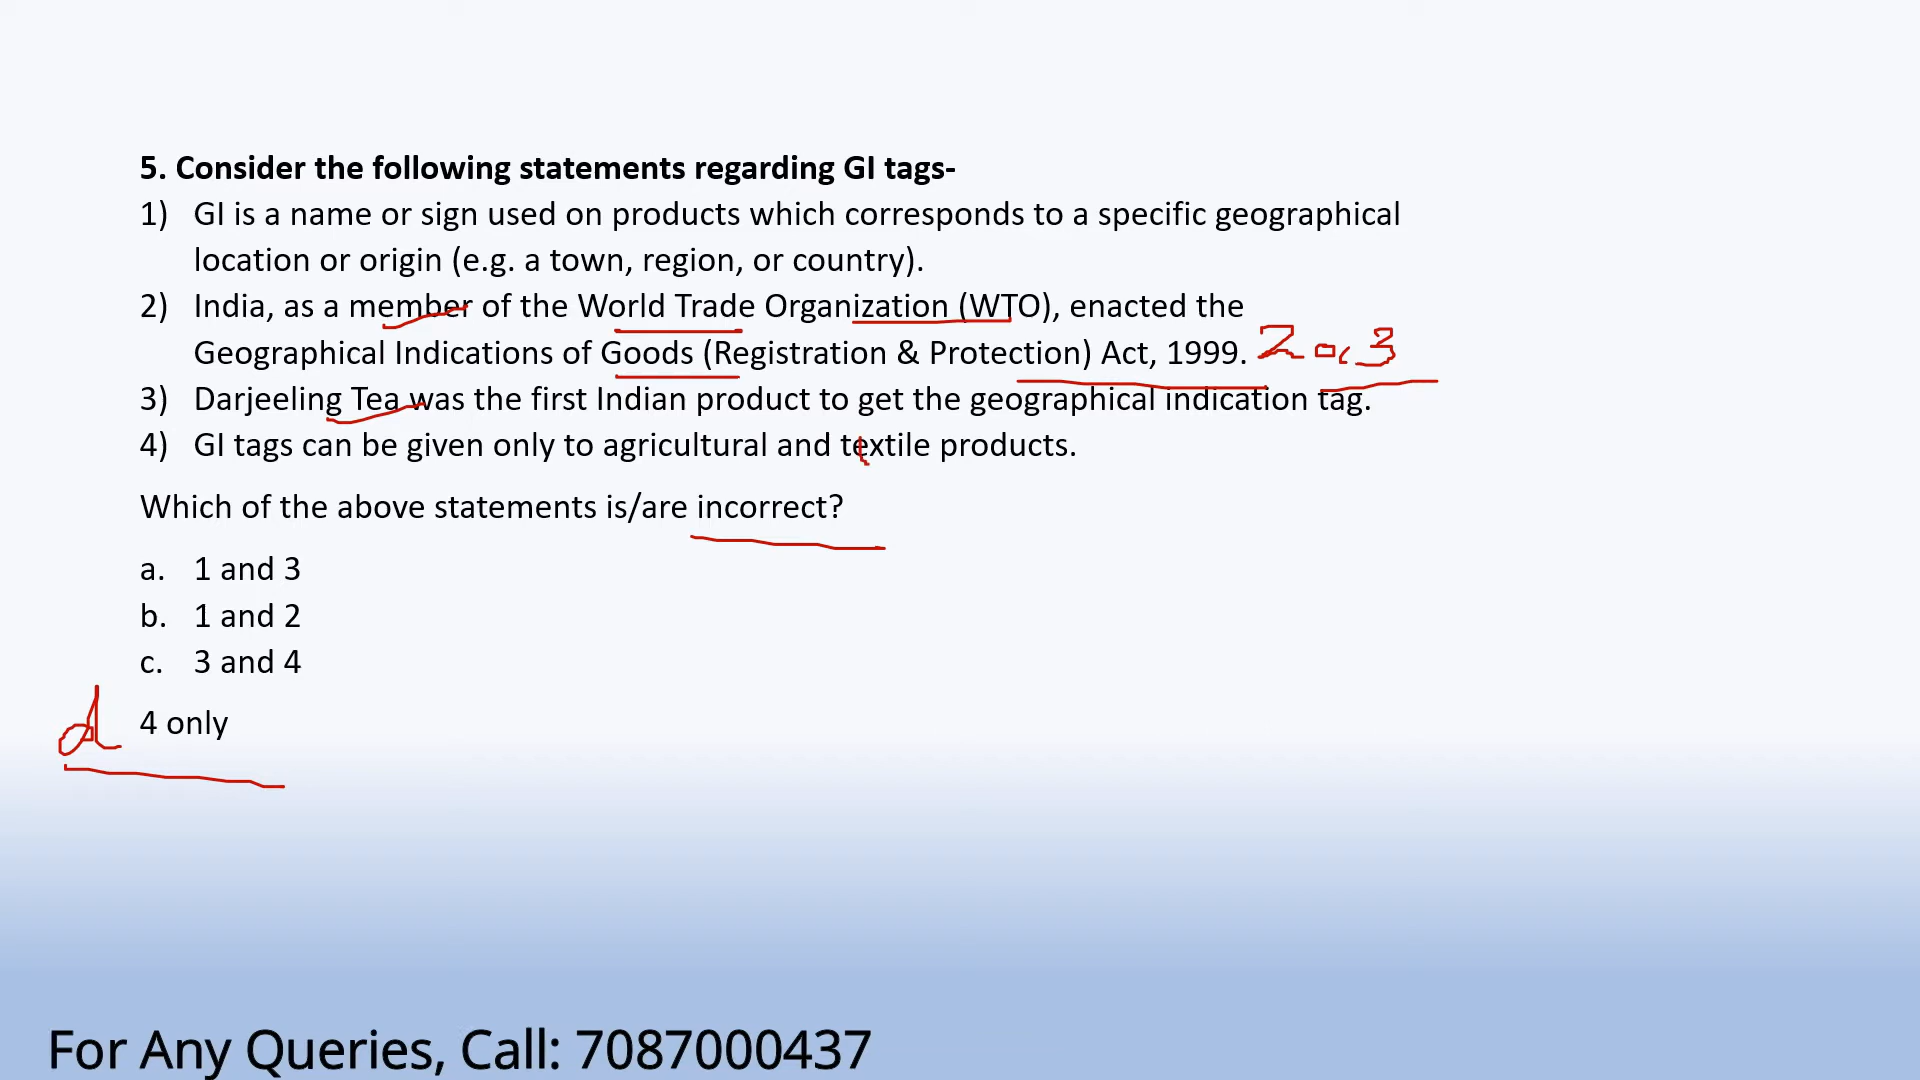 5. Consider the following statements regarding GI tags-
1) GI is a name or sign used on products which corresponds to a specific geographical
location or origin (e.g. a town, region, or country).
2) India, as a member of the World Trade Organization (WTO), enacted the
Geographical Indications of Goods (Registration & Protection) Act, 1999. 2003
3) Darjeeling Tea was the first Indian product to get the geographical indication tag.
4) GI tags can be given only to agricultural and textile products.
Which of the above statements is/are incorrect?
a. 1 and 3
b. 1 and 2
c. 3 and 4
d 4 only
For Any Queries, Call: 7087000437